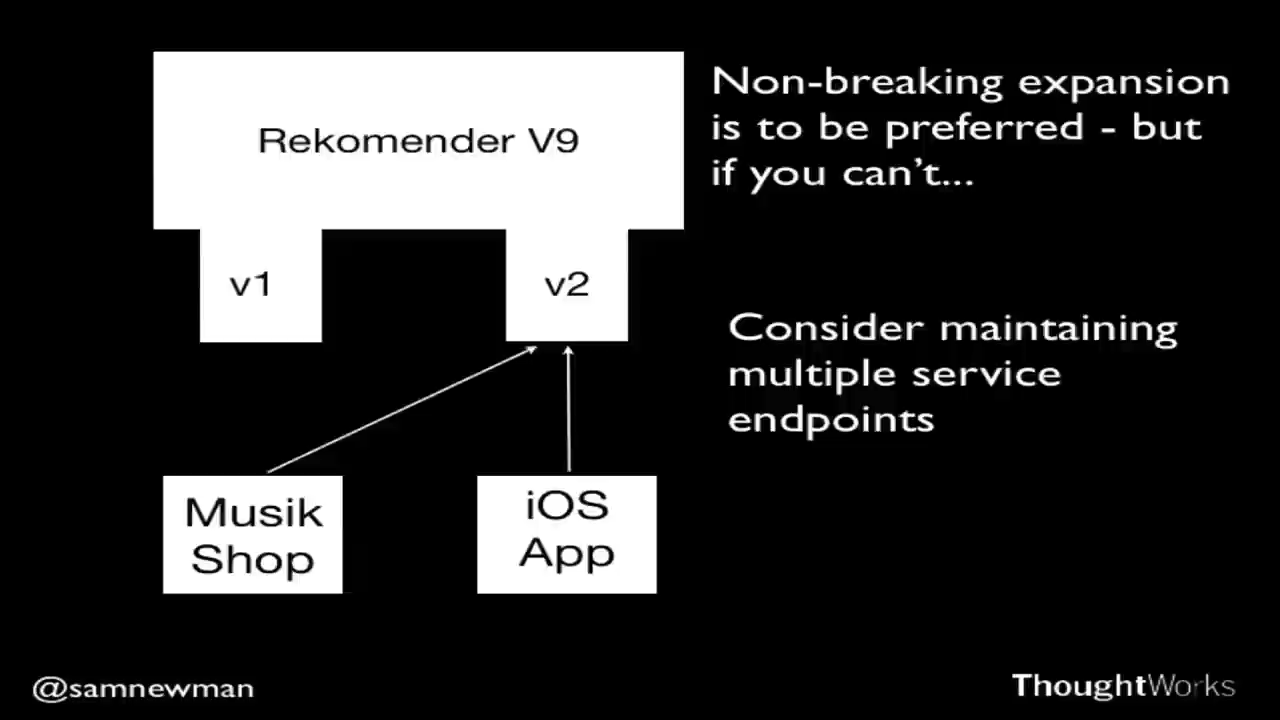 Rekomender V9
Non-breaking expansion
is to be preferred - but
if you can't...
v1
v2
Consider maintaining
multiple service
endpoints
Musik
Shop
iOS
App
@samnewman
ThoughtWorks